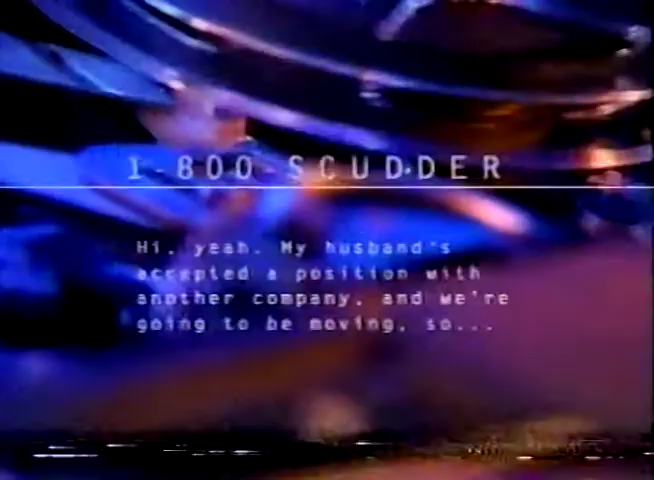 1-800-SCUDDER
Hi, yeah. My husband's
accepted a position with
another company, and we're
going to be moving, so...